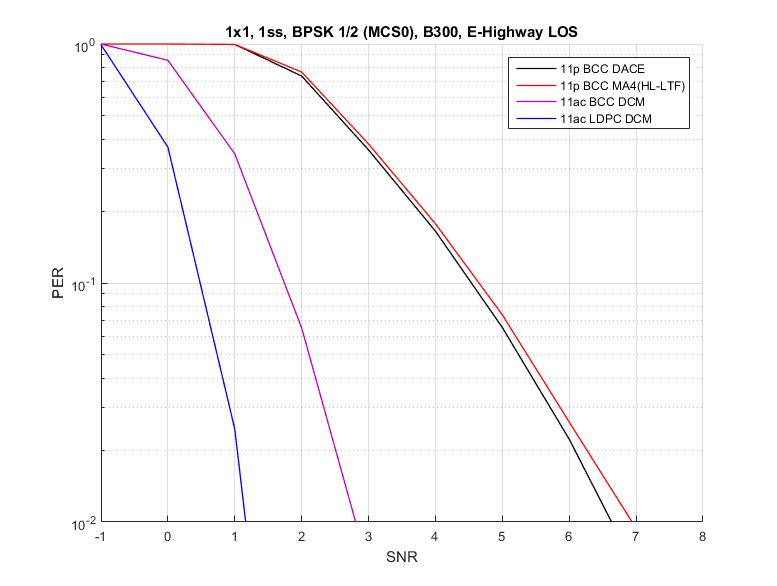 1x1, 1ss, BPSK 1/2 (MCS0), B300, E-Highway LOS
11p BCC DACE
11p BCC MA4(HL-LTF)
11ac BCC DCM
11ac LDPC DCM
PER
10^0
10^-1
10^-2
-1 0 1 2 3 4 5 6 7 8
SNR